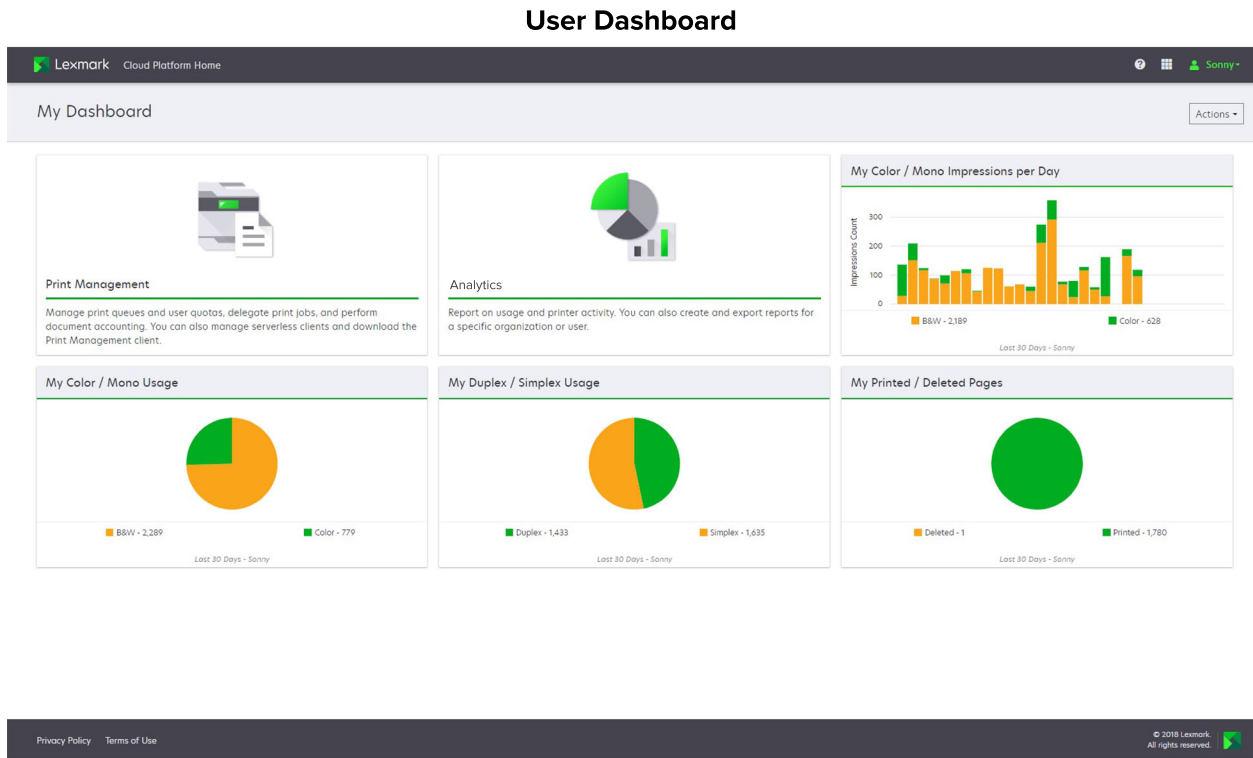 User Dashboard
Lexmark Cloud Platform Home
Sonny
My Dashboard
Actions
Print Management
Manage print queues and user quotas, delegate print jobs, and perform
document accounting. You can also manage serverless clients and download the
Print Management client.
Analytics
Report on usage and printer activity. You can also create and export reports for
a specific organization or user.
My Color / Mono Impressions per Day
Impressions Count
300
200
100
0
B&W - 2,189
Color - 628
Last 30 Days - Sonny
My Color / Mono Usage
B&W - 2,289
Color - 779
Last 30 Days - Sonny
My Duplex / Simplex Usage
Duplex - 1,433
Simplex - 1,635
Last 30 Days - Sonny
My Printed / Deleted Pages
Deleted - 1
Printed - 1,780
Last 30 Days - Sonny
Privacy Policy
Terms of Use
© 2018 Lexmark.
All rights reserved.